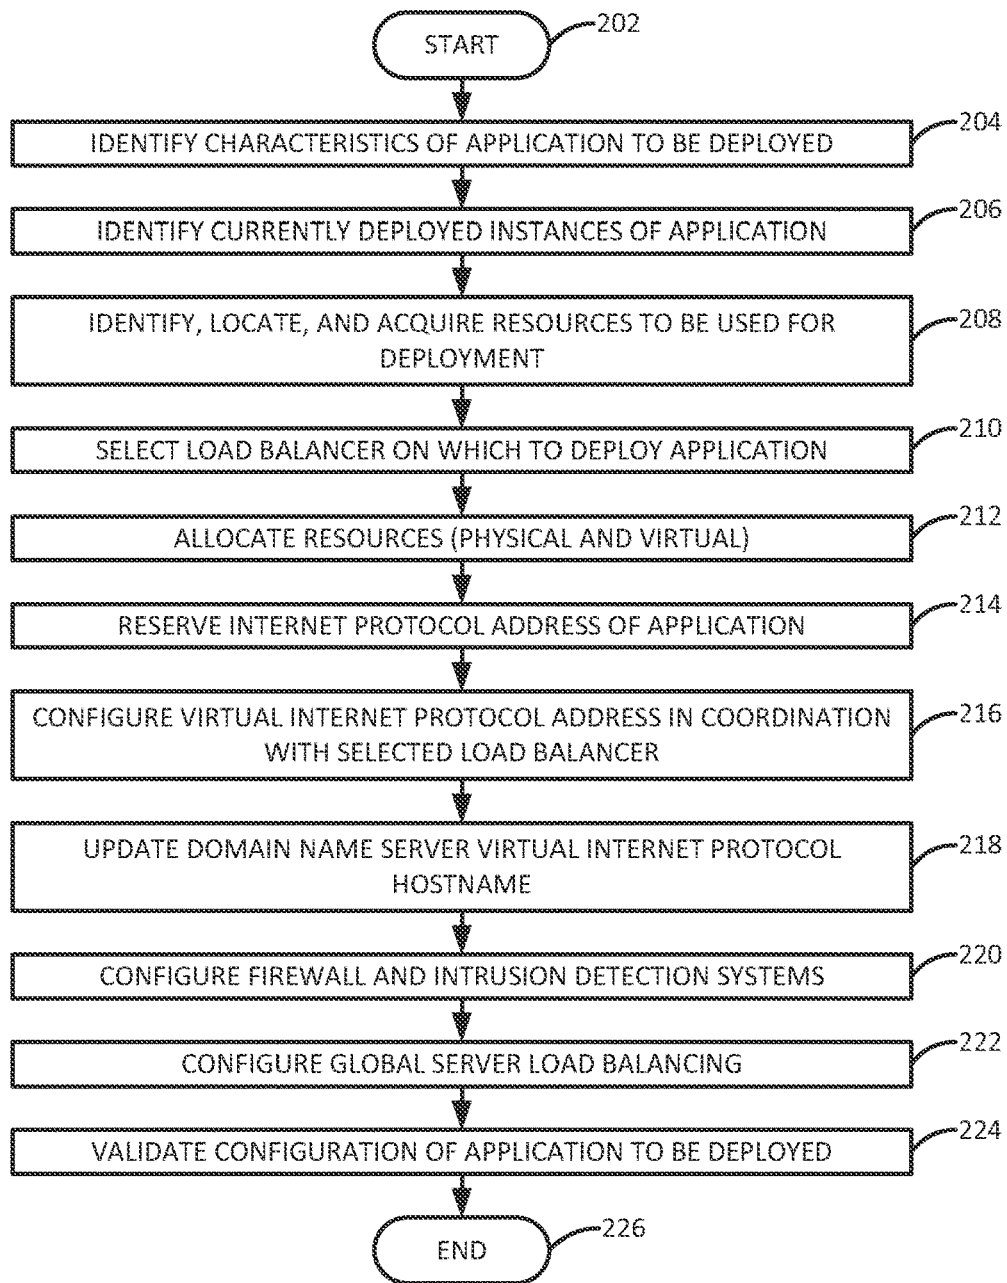 START
202
IDENTIFY CHARACTERISTICS OF APPLICATION TO BE DEPLOYED
204
IDENTIFY CURRENTLY DEPLOYED INSTANCES OF APPLICATION
206
IDENTIFY, LOCATE, AND ACQUIRE RESOURCES TO BE USED FOR
DEPLOYMENT
208
SELECT LOAD BALANCER ON WHICH TO DEPLOY APPLICATION
210
ALLOCATE RESOURCES (PHYSICAL AND VIRTUAL)
212
RESERVE INTERNET PROTOCOL ADDRESS OF APPLICATION
214
CONFIGURE VIRTUAL INTERNET PROTOCOL ADDRESS IN COORDINATION
WITH SELECTED LOAD BALANCER
216
UPDATE DOMAIN NAME SERVER VIRTUAL INTERNET PROTOCOL
HOSTNAME
218
CONFIGURE FIREWALL AND INTRUSION DETECTION SYSTEMS
220
CONFIGURE GLOBAL SERVER LOAD BALANCING
222
VALIDATE CONFIGURATION OF APPLICATION TO BE DEPLOYED
224
END
226